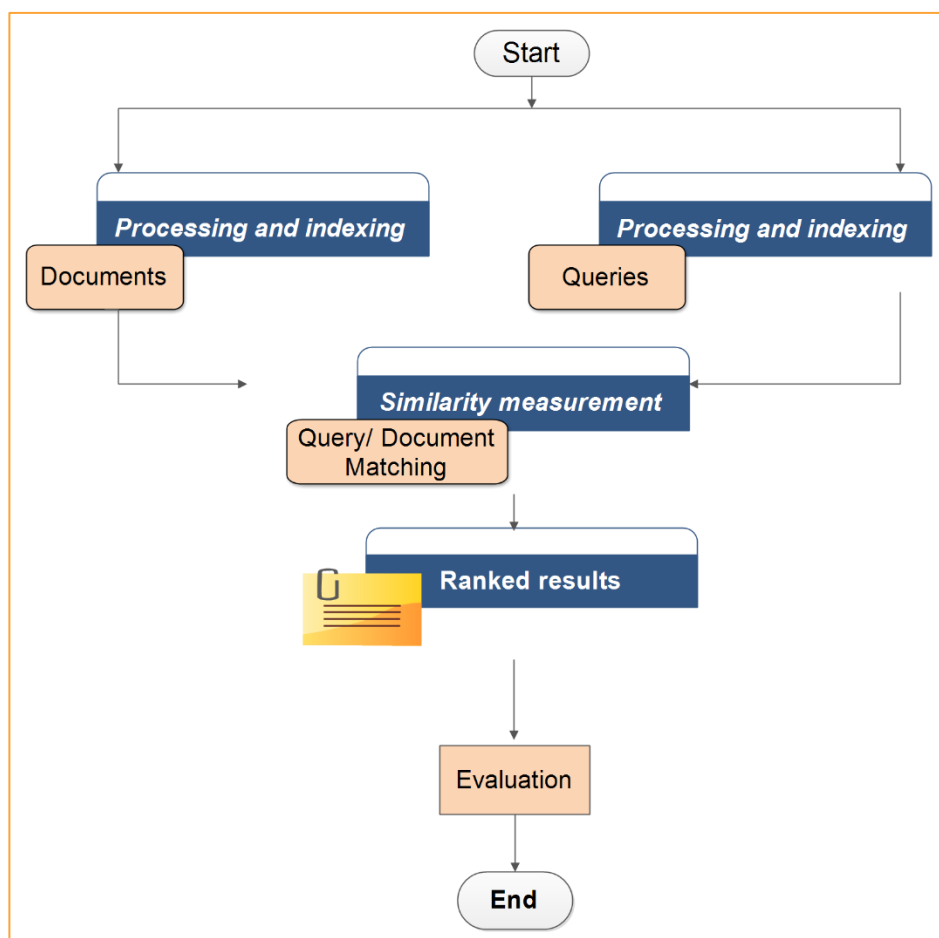 Start
Processing and indexing
Documents
Processing and indexing
Queries
Similarity measurement
Query/ Document
Matching
Ranked results
Evaluation
End